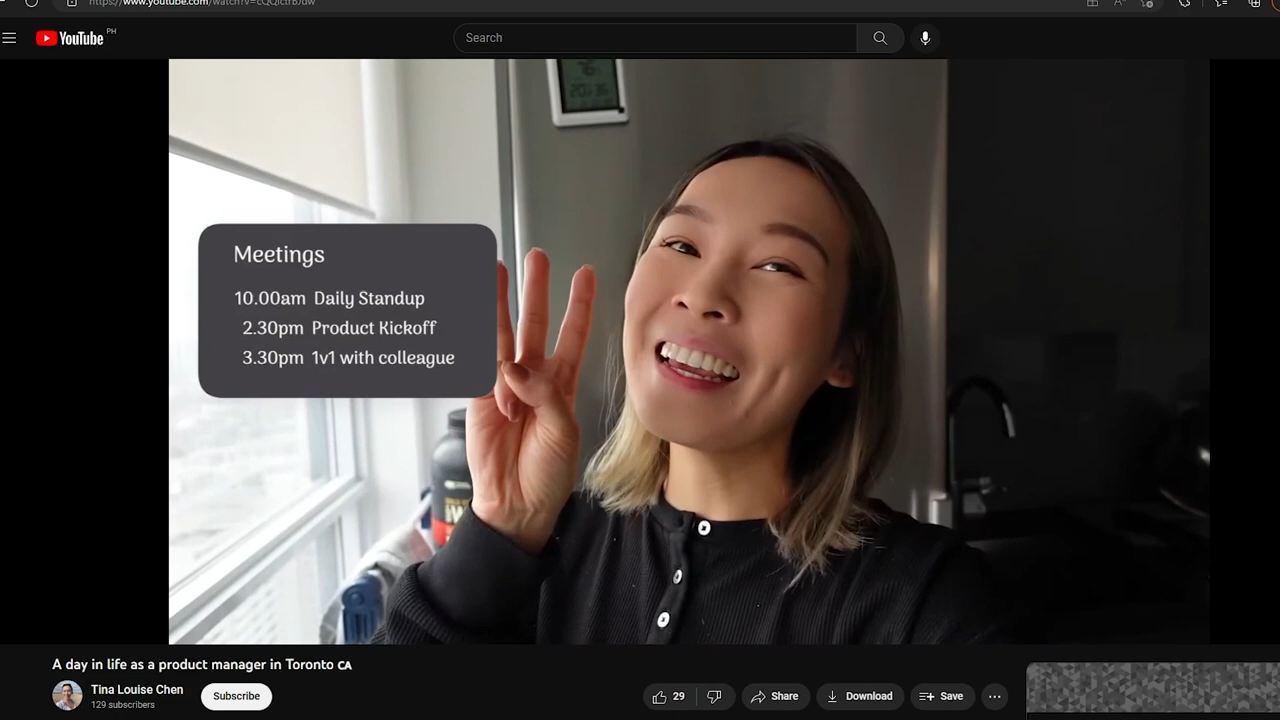 YouTube PH
Search
Meetings
10.00am Daily Standup
2.30pm Product Kickoff
3.30pm 1v1 with colleague
A day in life as a product manager in Toronto CA
Tina Louise Chen
129 subscribers
Subscribe
29
Share
Download
Save